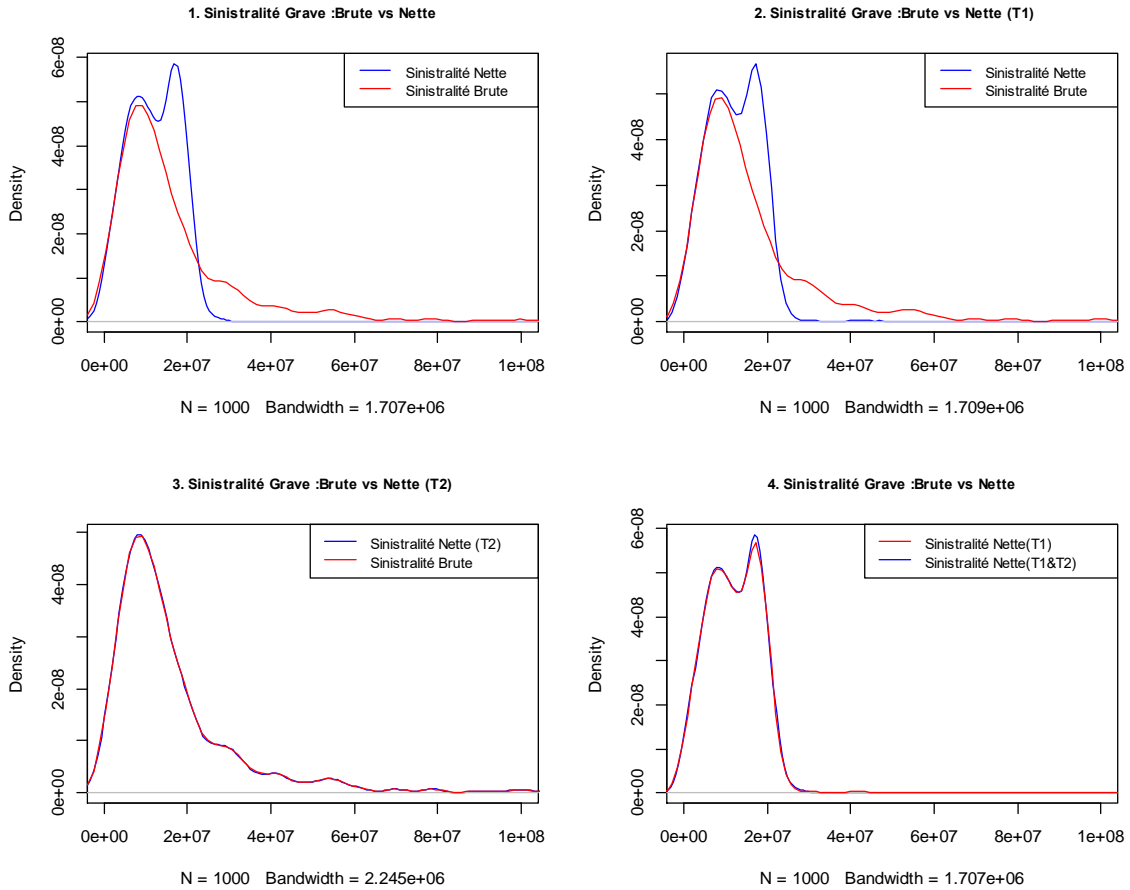 1. Sinistralité Grave :Brute vs Nette
Sinistralité Nette
Sinistralité Brute
Density
0e+00
2e-08
4e-08
6e-08
0e+00
2e+07
4e+07
6e+07
8e+07
1e+08
N = 1000 Bandwidth = 1.707e+06
2. Sinistralité Grave :Brute vs Nette (T1)
Sinistralité Nette
Sinistralité Brute
Density
0e+00
2e-08
4e-08
0e+00
2e+07
4e+07
6e+07
8e+07
1e+08
N = 1000 Bandwidth = 1.709e+06
3. Sinistralité Grave :Brute vs Nette (T2)
Sinistralité Nette (T2)
Sinistralité Brute
Density
0e+00
2e-08
4e-08
0e+00
2e+07
4e+07
6e+07
8e+07
1e+08
N = 1000 Bandwidth = 2.245e+06
4. Sinistralité Grave :Brute vs Nette
Sinistralité Nette(T1)
Sinistralité Nette(T1&T2)
Density
0e+00
2e-08
4e-08
6e-08
0e+00
2e+07
4e+07
6e+07
8e+07
1e+08
N = 1000 Bandwidth = 1.707e+06